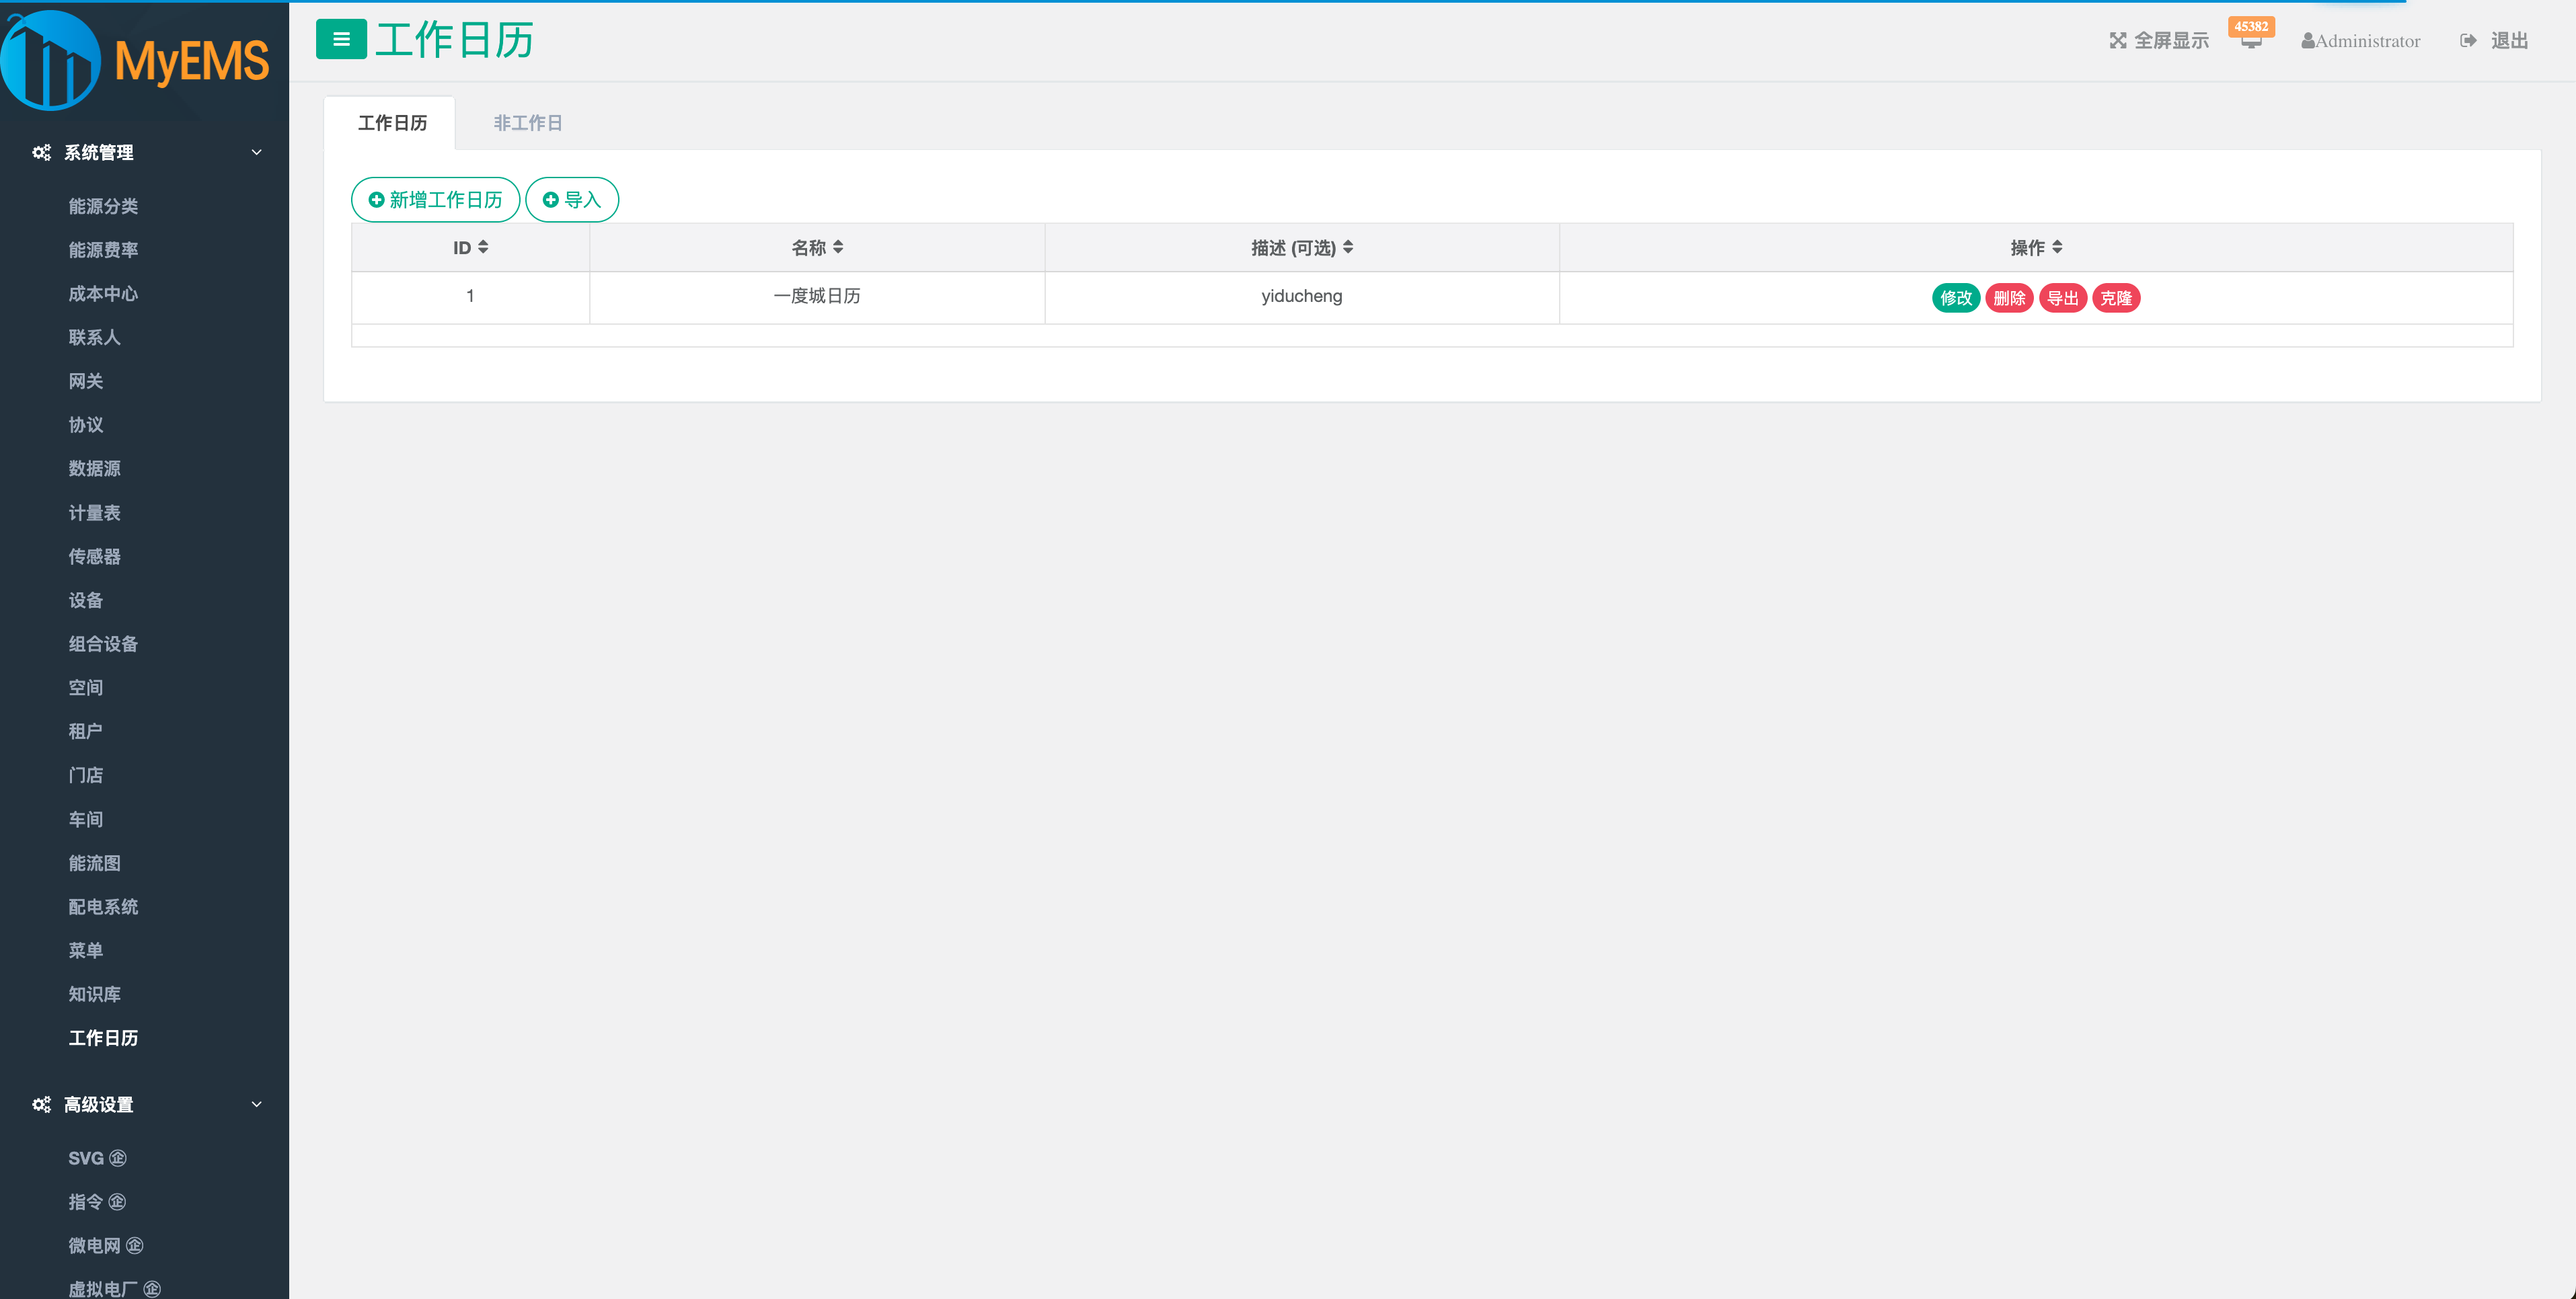 MyEMS
系统管理
能源分类
能源费率
成本中心
联系人
网关
协议
数据源
计量表
传感器
设备
组合设备
空间
租户
门店
车间
能流图
配电系统
菜单
知识库
工作日历
高级设置
SVG ㊭
指令 ㊭
微电网 ㊭
虚拟电厂 ㊭
工作日历
全屏显示
45382
Administrator
退出
工作日历 非工作日
新增工作日历 导入
ID 名称 描述 (可选) 操作
1 一度城日历 yiducheng 修改 删除 导出 克隆